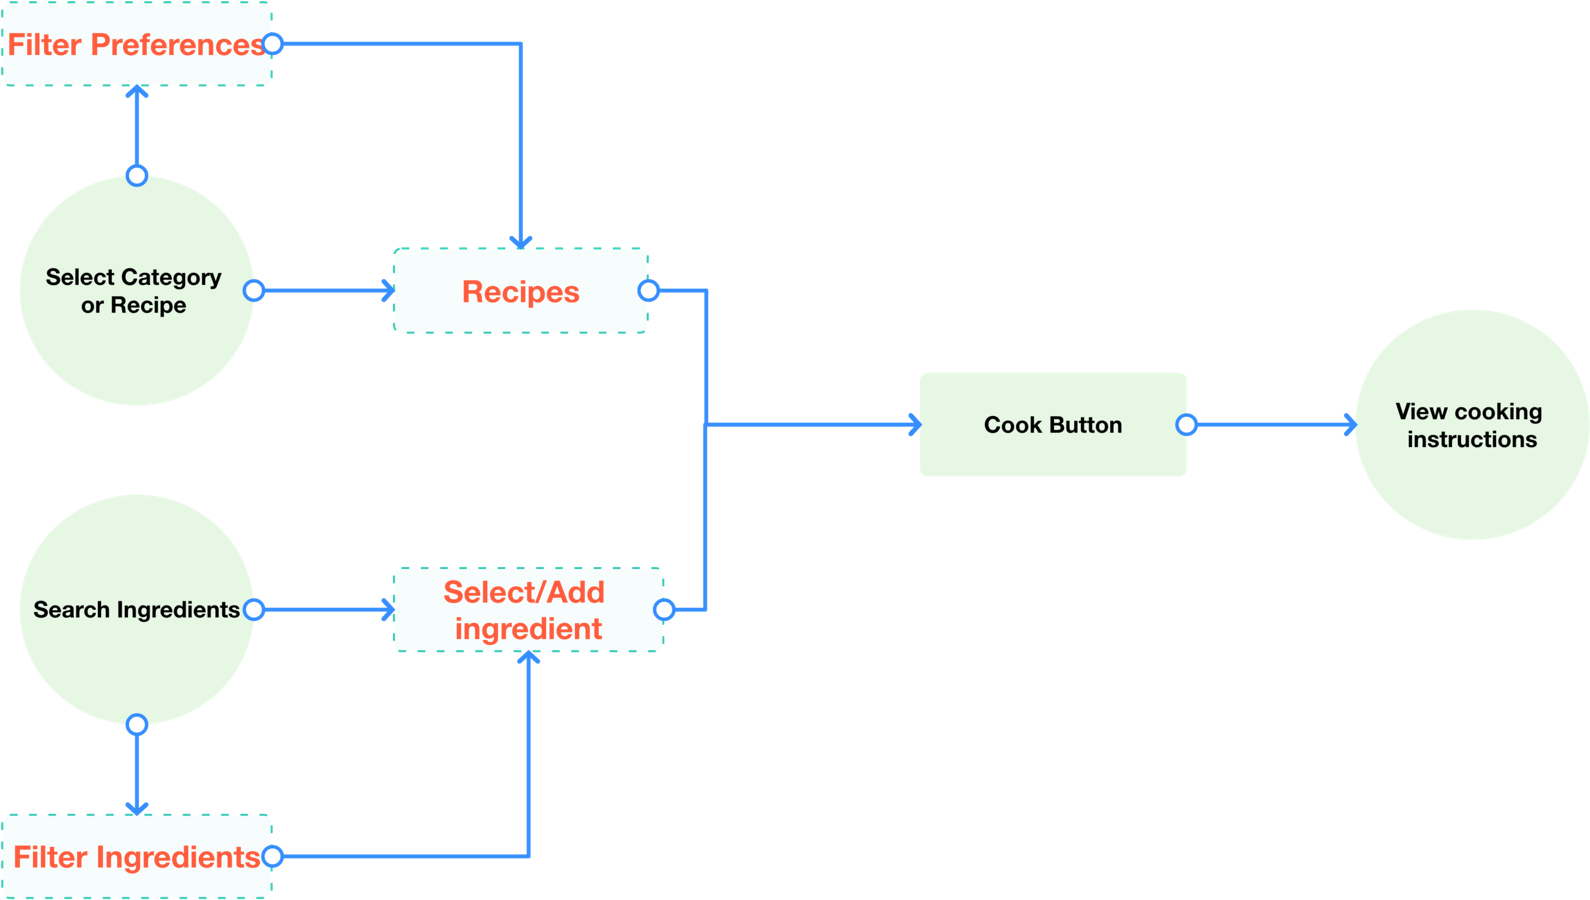 Filter Preferences
Select Category
or Recipe
Recipes
Cook Button
View cooking
instructions
Search Ingredients
Select/Add
ingredient
Filter Ingredients